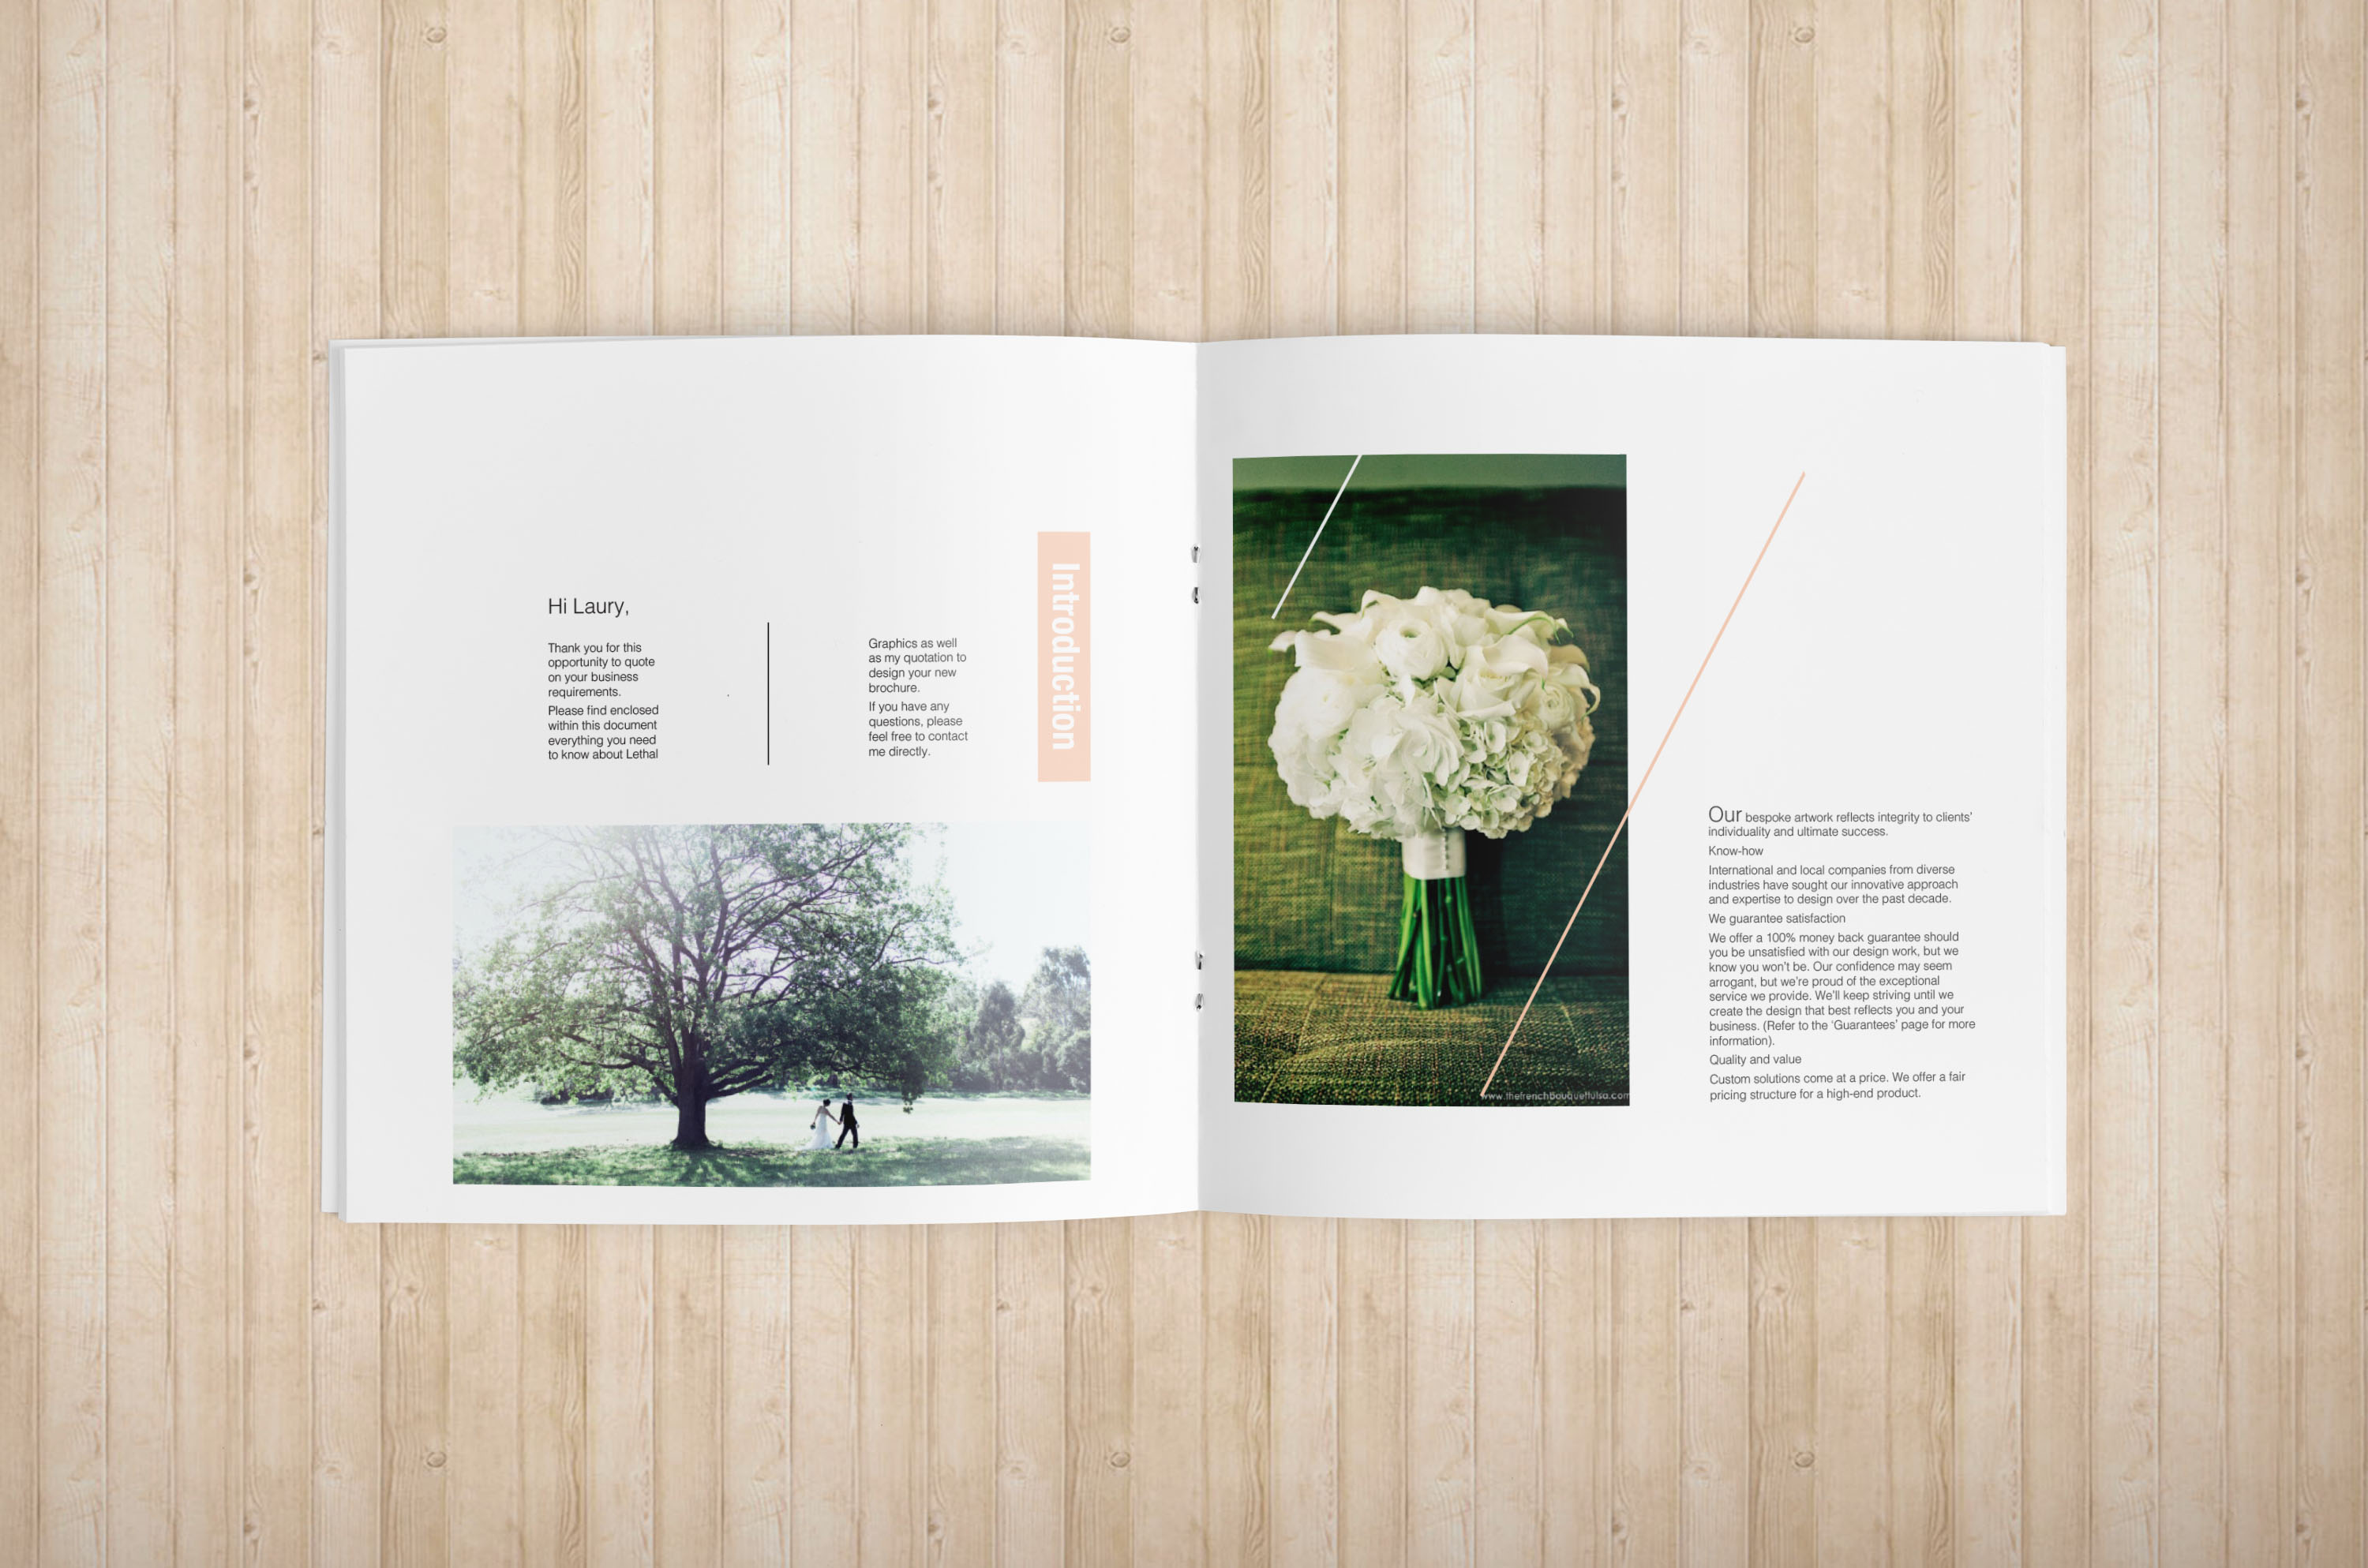 Hi Laury,
Thank you for this
opportunity to quote
on your business
requirements.
Please find enclosed
within this document
everything you need
to know about Lethal
Graphics as well
as my quotation to
design your new
brochure.
If you have any
questions, please
feel free to contact
me directly.
Introduction
www.thefrenchbouquettulsa.com
Our bespoke artwork reflects integrity to clients'
individuality and ultimate success.
Know-how
International and local companies from diverse
industries have sought our innovative approach
and expertise to design over the past decade.
We guarantee satisfaction
We offer a 100% money back guarantee should
you be unsatisfied with our design work, but we
know you won't be. Our confidence may seem
arrogant, but we're proud of the exceptional
service we provide. We'll keep striving until we
create the design that best reflects you and your
business. (Refer to the 'Guarantees' page for more
information).
Quality and value
Custom solutions come at a price. We offer a fair
pricing structure for a high-end product.